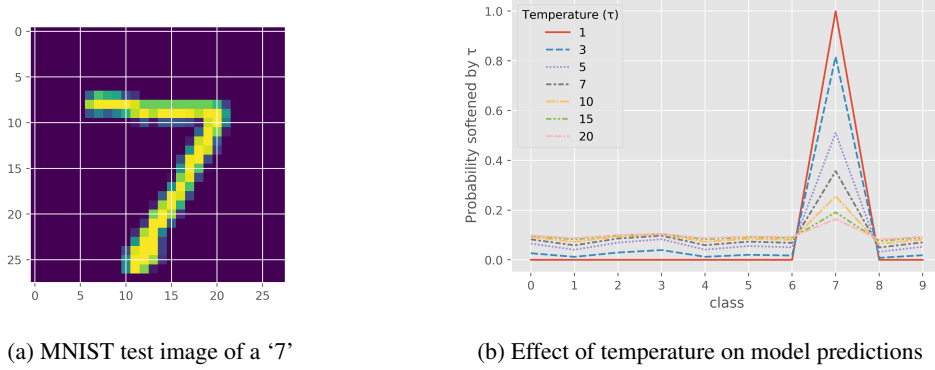 0
5
10
15
20
25
0 5 10 15 20 25
(a) MNIST test image of a ‘7’
Probability softened by τ
1.0
0.8
0.6
0.4
0.2
0.0
Temperature (τ)
1
3
5
7
10
15
20
0 1 2 3 4 5 6 7 8 9
class
(b) Effect of temperature on model predictions